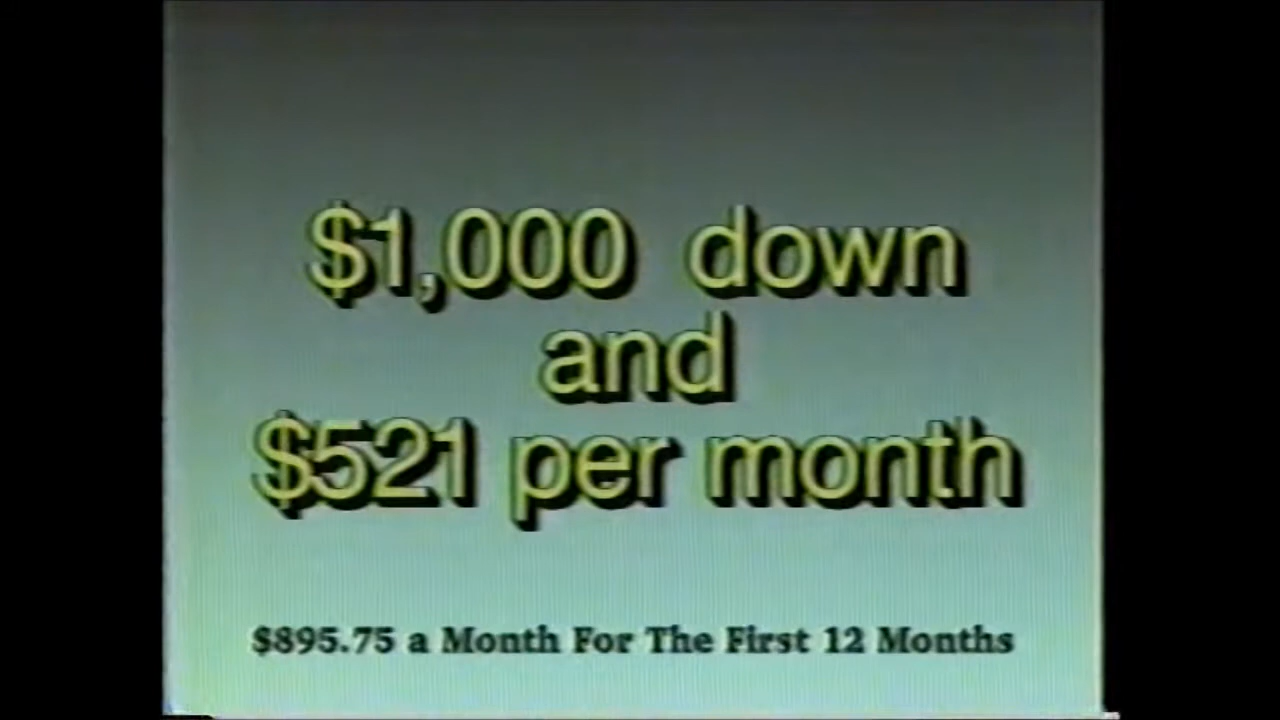 $1,000 down
and
$521 per month
$895.75 a Month For The First 12 Months